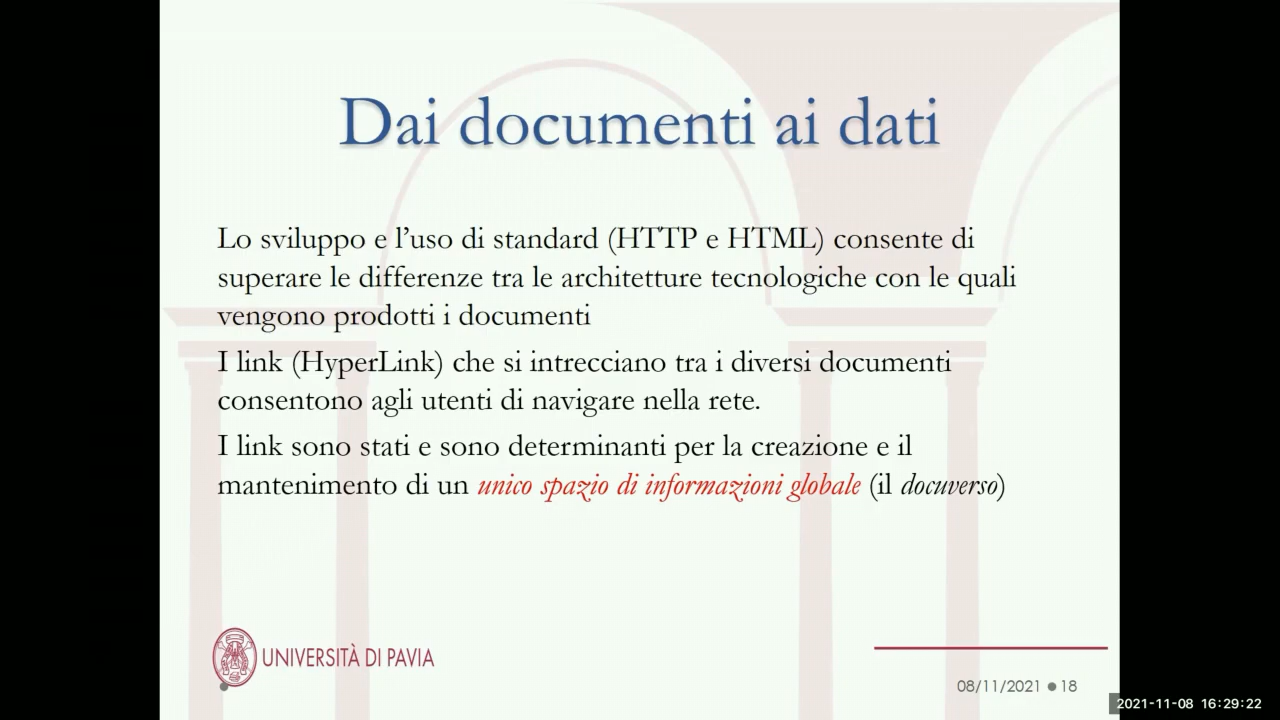 Dai documenti ai dati
Lo sviluppo e l’uso di standard (HTTP e HTML) consente di
superare le differenze tra le architetture tecnologiche con le quali
vengono prodotti i documenti
I link (HyperLink) che si intrecciano tra i diversi documenti
consentono agli utenti di navigare nella rete.
I link sono stati e sono determinanti per la creazione e il
mantenimento di un unico spazio di informazioni globale (il docuverso)
UNIVERSITÀ DI PAVIA
08/11/2021 ● 18
2021-11-08 16:29:22